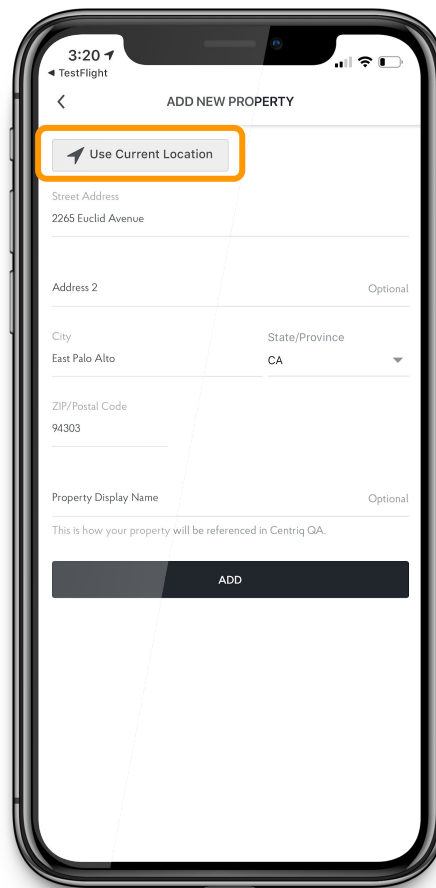 3:20
◀ TestFlight
ADD NEW PROPERTY
Use Current Location
Street Address
2265 Euclid Avenue
Address 2 Optional
City State/Province
East Palo Alto CA
ZIP/Postal Code
94303
Property Display Name Optional
This is how your property will be referenced in Centriq QA.
ADD